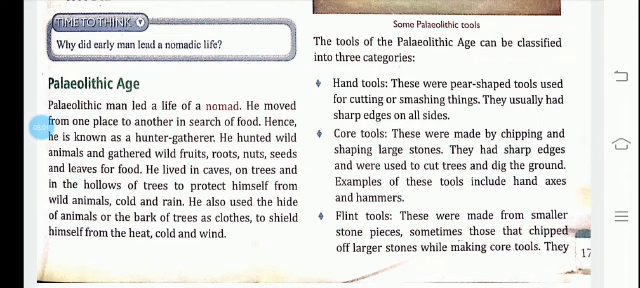 TIME TO THINK
Why did early man lead a nomadic life?
Palaeolithic Age
Palaeolithic man led a life of a nomad. He moved
from one place to another in search of food. Hence,
he is known as a hunter-gatherer. He hunted wild
animals and gathered wild fruits, roots, nuts, seeds
and leaves for food. He lived in caves, on trees and
in the hollows of trees to protect himself from
wild animals, cold and rain. He also used the hide
of animals or the bark of trees as clothes, to shield
himself from the heat, cold and wind.
Some Palaeolithic tools
The tools of the Palaeolithic Age can be classified
into three categories:
Hand tools: These were pear-shaped tools used
for cutting or smashing things. They usually had
sharp edges on all sides.
Core tools: These were made by chipping and
shaping large stones. They had sharp edges
and were used to cut trees and dig the ground.
Examples of these tools include hand axes
and hammers.
Flint tools: These were made from smaller
stone pieces, sometimes those that chipped
off larger stones while making core tools. They
17